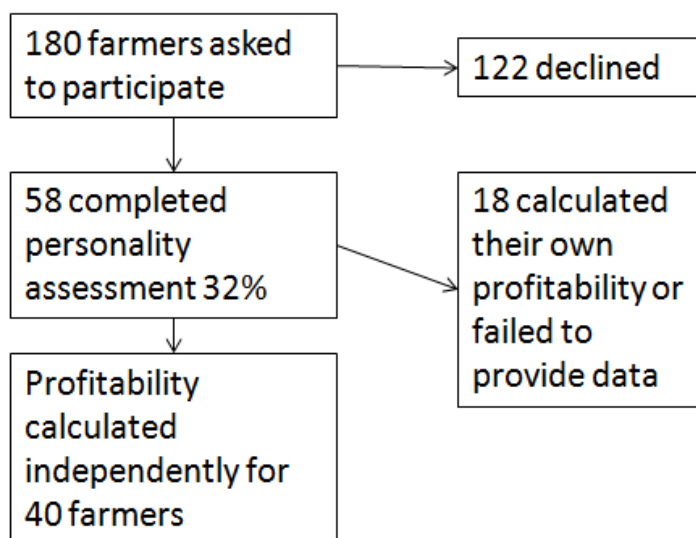 180 farmers asked
to participate
122 declined
58 completed
personality
assessment 32%
18 calculated
their own
profitability or
failed to
provide data
Profitability
calculated
independently for
40 farmers